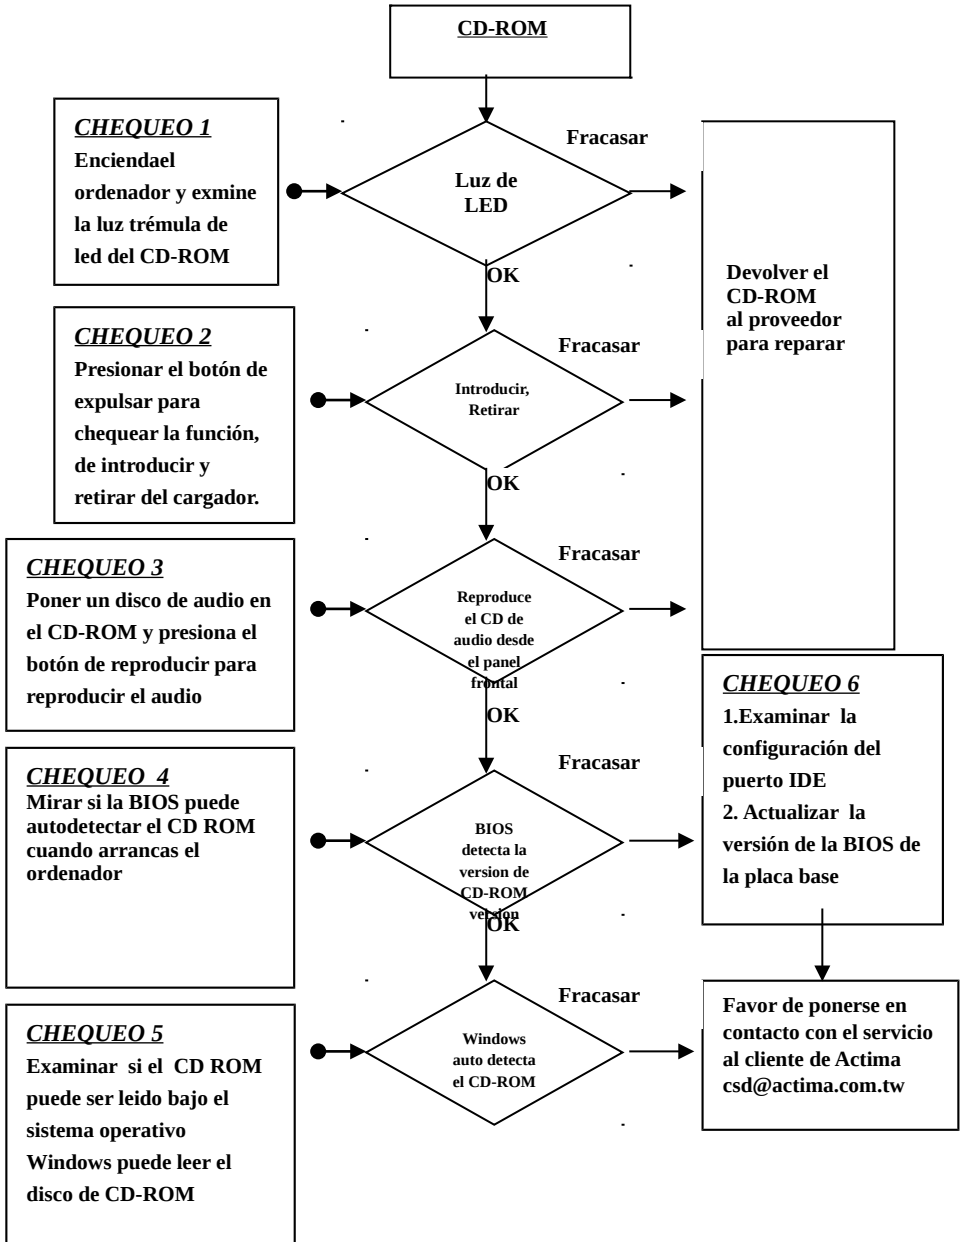 CD-ROM
CHEQUEO 1
Enciendael
ordenador y exmine
la luz trémula de
led del CD-ROM
Luz de
LED
Fracasar
OK
Devolver el
CD-ROM
al proveedor
para reparar
CHEQUEO 2
Presionar el botón de
expulsar para
chequear la función,
de introducir y
retirar del cargador.
Introducir,
Retirar
Fracasar
OK
CHEQUEO 3
Poner un disco de audio en
el CD-ROM y presiona el
botón de reproducir para
reproducir el audio
Reproduce
el CD de
audio desde
el panel
frontal
Fracasar
OK
CHEQUEO 4
Mirar si la BIOS puede
autodetectar el CD ROM
cuando arrancas el
ordenador
BIOS
detecta la
version de
CD-ROM
version
Fracasar
OK
CHEQUEO 6
1.Examinar la
configuración del
puerto IDE
2. Actualizar la
versión de la BIOS de
la placa base
CHEQUEO 5
Examinar si el CD ROM
puede ser leido bajo el
sistema operativo
Windows puede leer el
disco de CD-ROM
Windows
auto detecta
el CD-ROM
Fracasar
Favor de ponerse en
contacto con el servicio
al cliente de Actima
csd@actima.com.tw